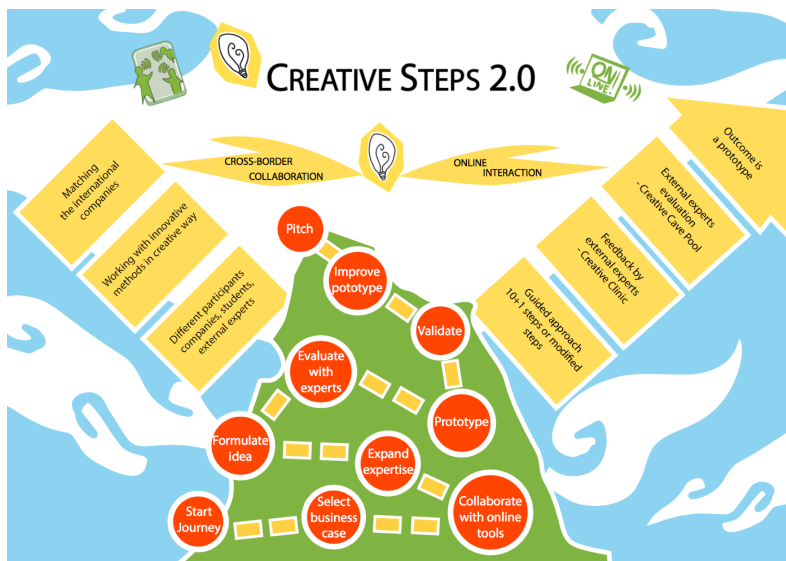 CREATIVE STEPS 2.0
ON
LINE!
CROSS-BORDER
COLLABORATION
ONLINE
INTERACTION
Matching
the international
companies
Working with innovative
methods in creative way
Different participants
companies, students,
external experts
Outcome is
a prototype
External experts
evaluation
- Creative Cave Pool
Feedback by
external experts
- Creative Clinic
Guided approach
10+1 steps or modified
steps
Pitch
Improve
pototype
Validate
Evaluate
with
experts
Prototype
Formulate
idea
Expand
expertise
Start
Journey
Select
business
case
Collaborate
with online
tools